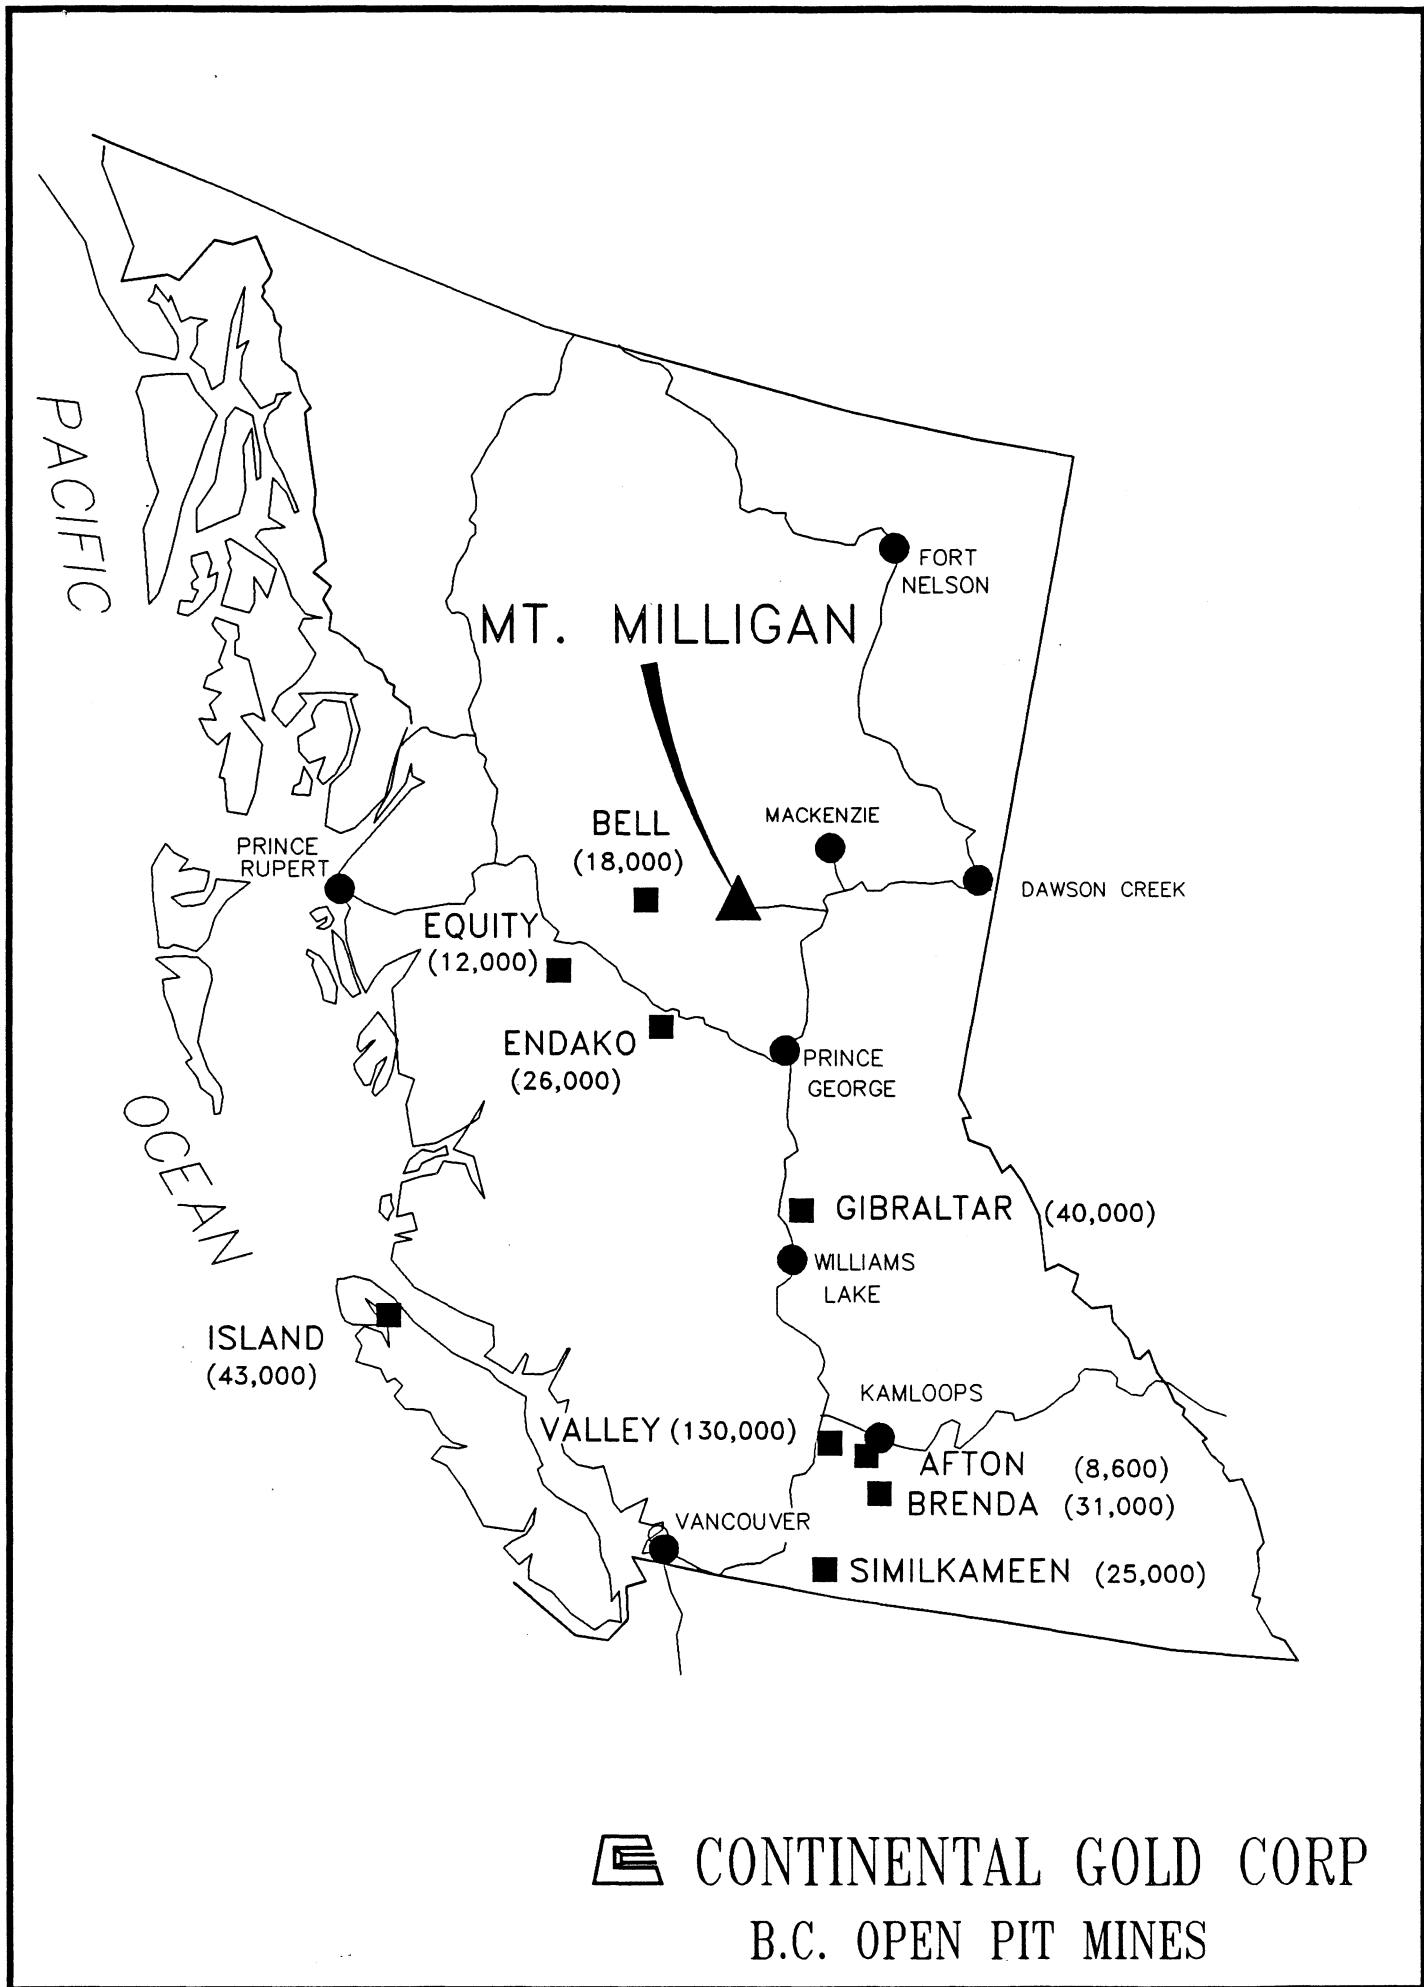 PACIFIC
OCEAN
FORT
NELSON
MT. MILLIGAN
MACKENZIE
BELL
(18,000)
PRINCE
RUPERT
DAWSON CREEK
EQUITY
(12,000)
ENDAKO
(26,000)
PRINCE
GEORGE
GIBRALTAR (40,000)
WILLIAMS
LAKE
ISLAND
(43,000)
KAMLOOPS
VALLEY (130,000)
AFTON (8,600)
BRENDA (31,000)
VANCOUVER
SIMILKAMEEN (25,000)
CONTINENTAL GOLD CORP
B.C. OPEN PIT MINES